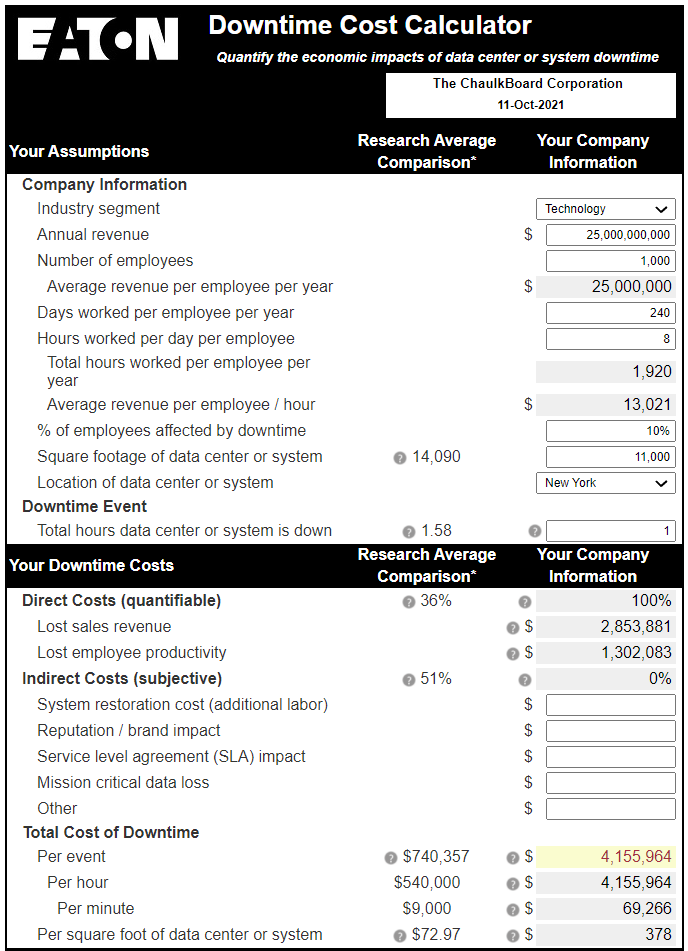 EATON
Downtime Cost Calculator
Quantify the economic impacts of data center or system downtime
The ChaulkBoard Corporation
11-Oct-2021
Your Assumptions Research Average Comparison* Your Company Information
Company Information
Industry segment Technology
Annual revenue $ 25,000,000,000
Number of employees 1,000
Average revenue per employee per year $ 25,000,000
Days worked per employee per year 240
Hours worked per day per employee 8
Total hours worked per employee per
year 1,920
Average revenue per employee / hour $ 13,021
% of employees affected by downtime 10%
Square footage of data center or system ? 14,090 11,000
Location of data center or system New York
Downtime Event
Total hours data center or system is down ? 1.58 ? 1
Your Downtime Costs Research Average Comparison* Your Company Information
Direct Costs (quantifiable) ? 36% ? 100%
Lost sales revenue ? $ 2,853,881
Lost employee productivity ? $ 1,302,083
Indirect Costs (subjective) ? 51% ? 0%
System restoration cost (additional labor) $
Reputation / brand impact $
Service level agreement (SLA) impact $
Mission critical data loss $
Other $
Total Cost of Downtime
Per event ? $740,357 ? $ 4,155,964
Per hour $540,000 ? $ 4,155,964
Per minute $9,000 ? $ 69,266
Per square foot of data center or system ? $72.97 ? $ 378